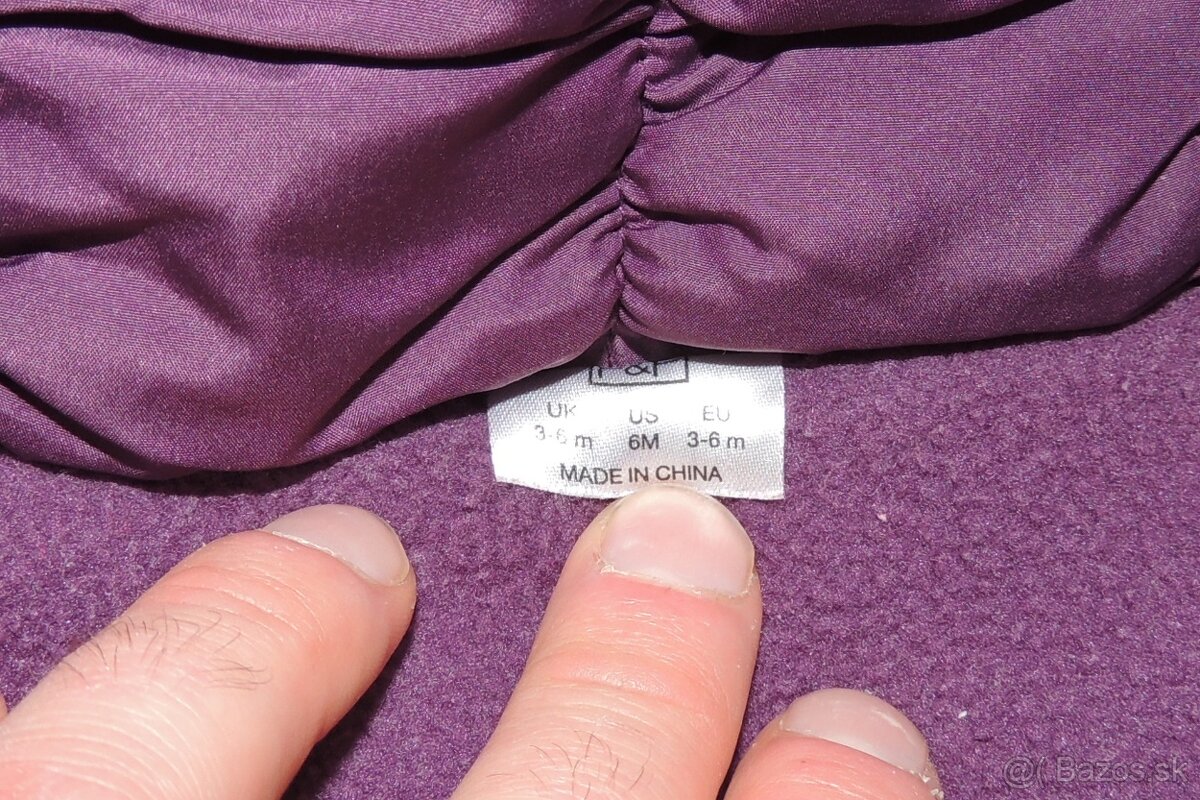 F&F
UK US EU
3-6 m 6M 3-6 m
MADE IN CHINA
@( Bazos.sk